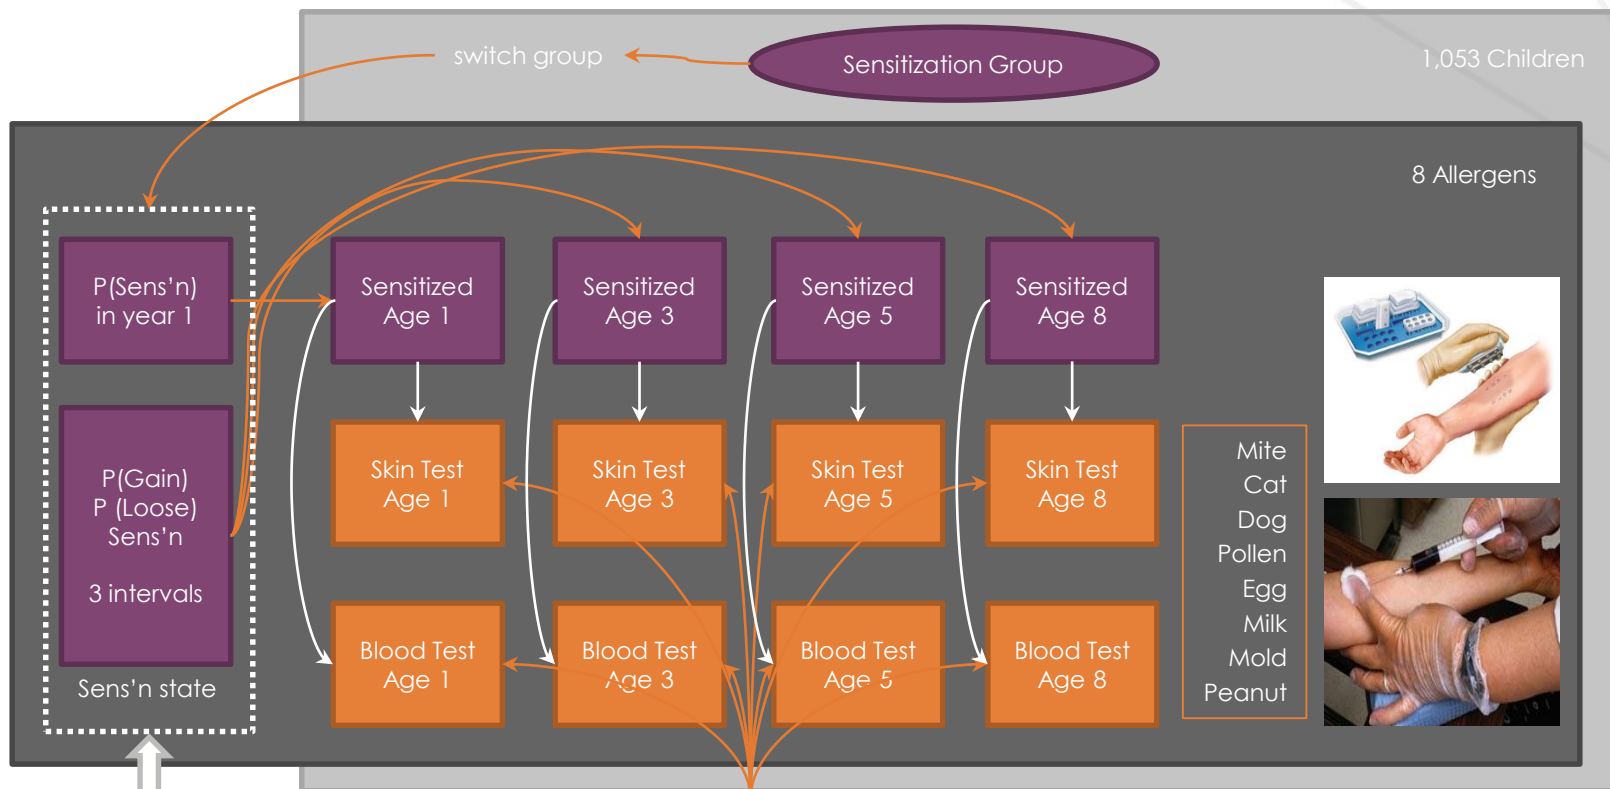 switch group
Sensitization Group
1,053 Children
8 Allergens
P(Sens’n)
in year 1
Sensitized
Age 1
Sensitized
Age 3
Sensitized
Age 5
Sensitized
Age 8
P(Gain)
P (Loose)
Sens’n
3 intervals
Sens’n state
Skin Test
Age 1
Skin Test
Age 3
Skin Test
Age 5
Skin Test
Age 8
Blood Test
Age 1
Blood Test
Age 3
Blood Test
Age 5
Blood Test
Age 8
Mite
Cat
Dog
Pollen
Egg
Milk
Mold
Peanut